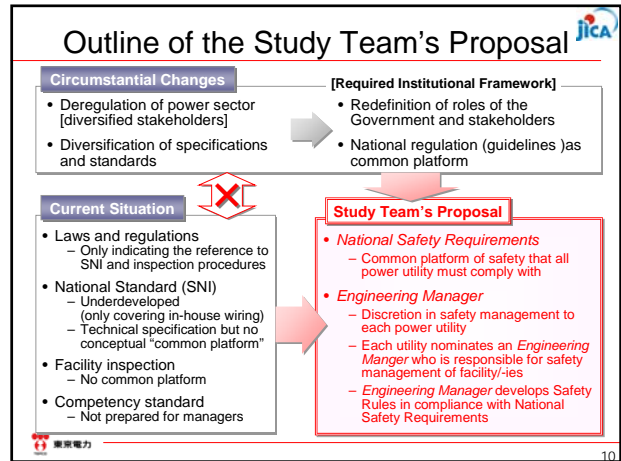 Outline of the Study Team's Proposal
jica
Circumstantial Changes
• Deregulation of power sector
[diversified stakeholders]
• Diversification of specifications
and standards
[Required Institutional Framework]
• Redefinition of roles of the
Government and stakeholders
• National regulation (guidelines )as
common platform
Current Situation
• Laws and regulations
– Only indicating the reference to
SNI and inspection procedures
• National Standard (SNI)
– Underdeveloped
(only covering in-house wiring)
– Technical specification but no
conceptual "common platform"
• Facility inspection
– No common platform
• Competency standard
– Not prepared for managers
Study Team's Proposal
• National Safety Requirements
– Common platform of safety that all
power utility must comply with
• Engineering Manager
– Discretion in safety management to
each power utility
– Each utility nominates an Engineering
Manger who is responsible for safety
management of facility/-ies
– Engineering Manager develops Safety
Rules in compliance with National
Safety Requirements
東京電力
10